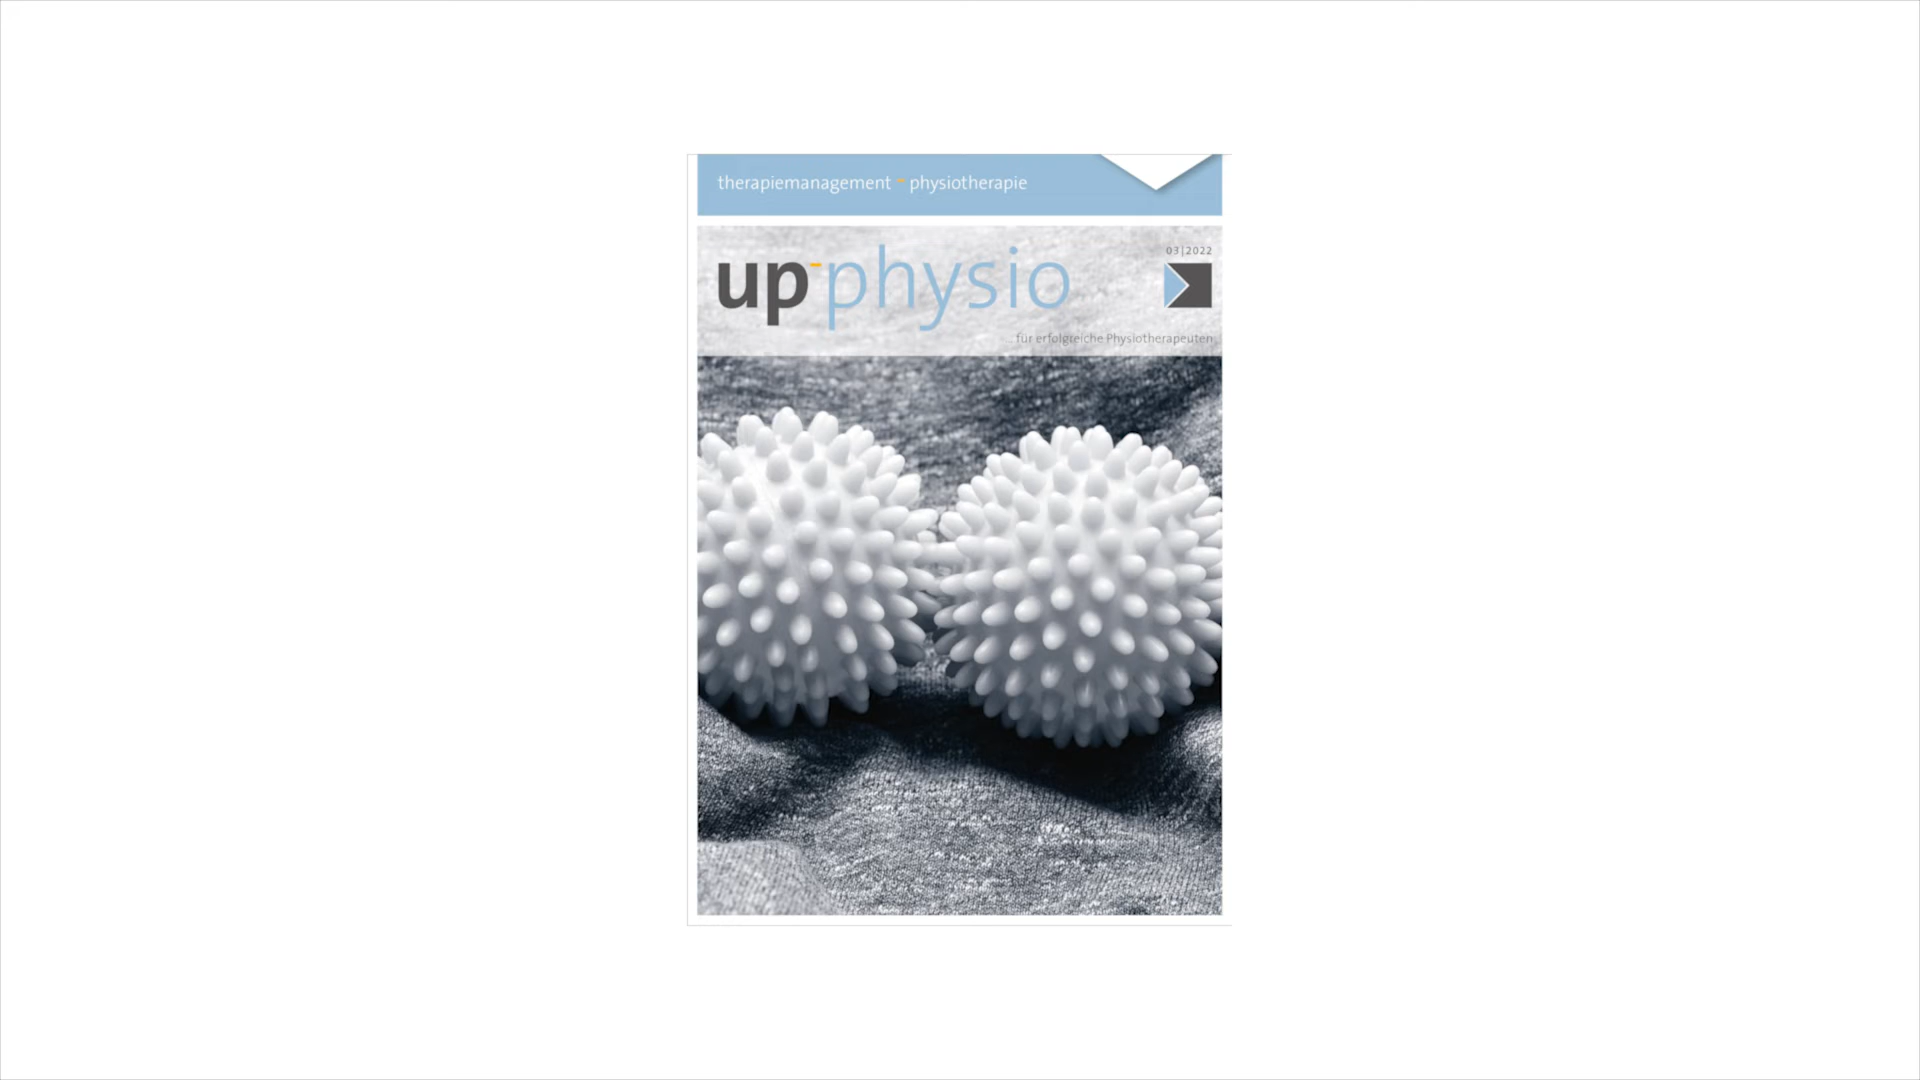 therapiemanagement - physiotherapie
03|2022
up-physio
... für erfolgreiche Physiotherapeuten